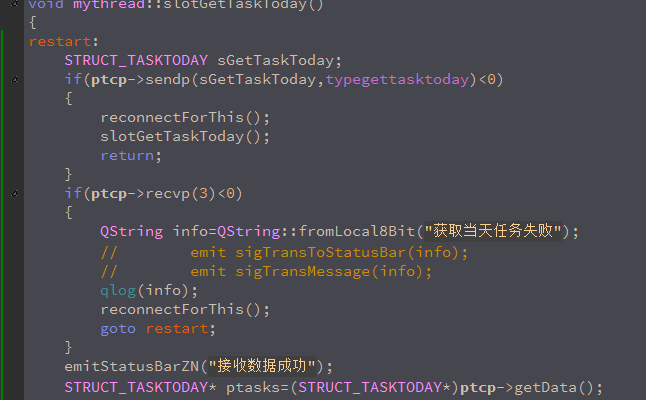 void mythread::slotGetTaskToday()
{
restart:
    STRUCT_TASKTODAY sGetTaskToday;
    if(ptcp->sendp(sGetTaskToday,typegettasktoday)<0)
    {
        reconnectForThis();
        slotGetTaskToday();
        return;
    }
    if(ptcp->recvp(3)<0)
    {
        QString info=QString::fromLocal8Bit("获取当天任务失败");
        //        emit sigTransToStatusBar(info);
        //        emit sigTransMessage(info);
        qlog(info);
        reconnectForThis();
        goto restart;
    }
    emitStatusBarZN("接收数据成功");
    STRUCT_TASKTODAY* ptasks=(STRUCT_TASKTODAY*)ptcp->getData();